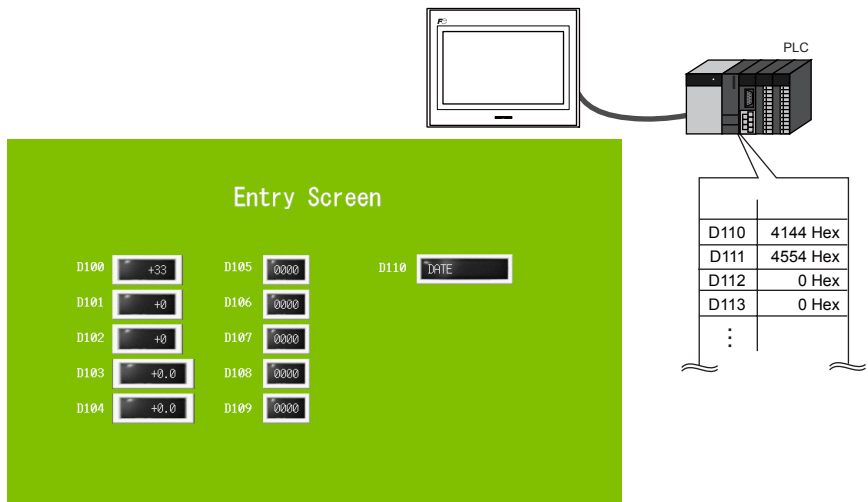 PLC
Entry Screen
D100 +33 D105 0000 D110 DATE
D101 +0 D106 0000
D102 +0 D107 0000
D103 +0.0 D108 0000
D104 +0.0 D109 0000
D110 4144 Hex
D111 4554 Hex
D112 0 Hex
D113 0 Hex